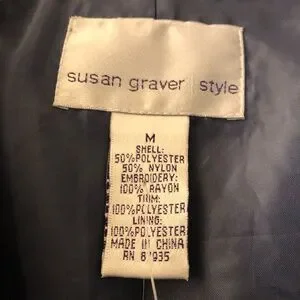 susan graver style
M
SHELL:
50%POLYESTER
50% NYLON
EMBROIDERY:
100% RAYON
TRIM:
100%POLYESTER
LINING:
100%POLYESTER
MADE IN CHINA
RN